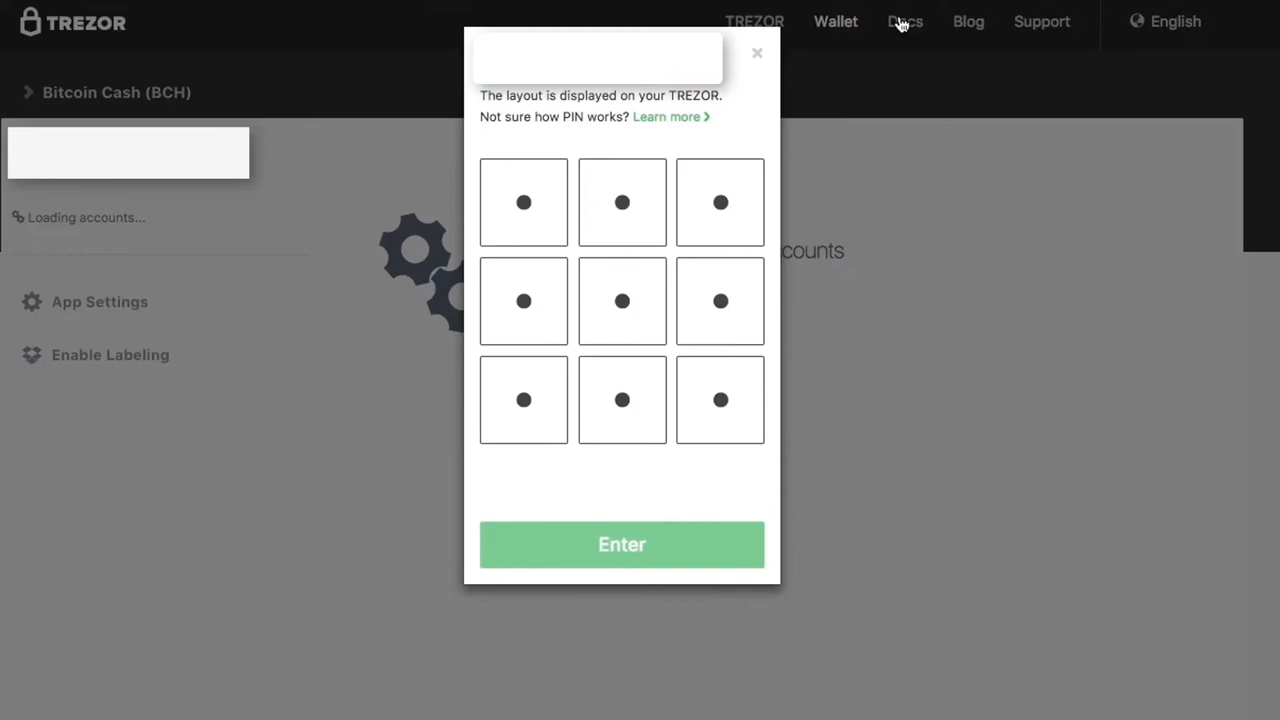 TREZOR
TREZOR Wallet Docs Blog Support English
Bitcoin Cash (BCH)
The layout is displayed on your TREZOR.
Not sure how PIN works? Learn more
Loading accounts...
counts
App Settings
Enable Labeling
Enter